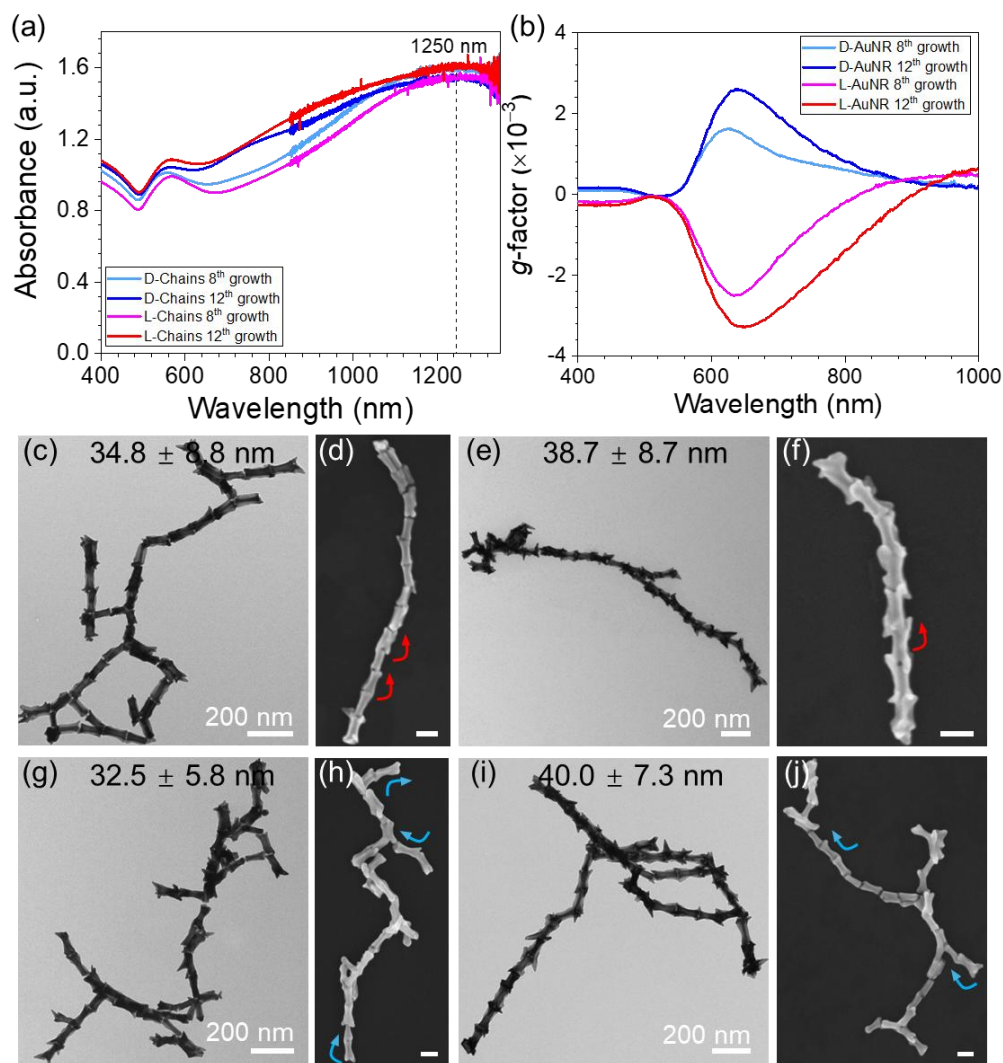 (a)
1250 nm
Absorbance (a.u.)
1.6
1.2
0.8
0.4
0.0
D-Chains 8th growth
D-Chains 12th growth
L-Chains 8th growth
L-Chains 12th growth
400 600 800 1000 1200
Wavelength (nm)
(b)
g-factor (×10−3)
4
2
0
-2
-4
D-AuNR 8th growth
D-AuNR 12th growth
L-AuNR 8th growth
L-AuNR 12th growth
400 600 800 1000
Wavelength (nm)
(c) 34.8 ± 8.8 nm
200 nm
(d)
(e) 38.7 ± 8.7 nm
200 nm
(f)
(g) 32.5 ± 5.8 nm
200 nm
(h)
(i) 40.0 ± 7.3 nm
200 nm
(j)